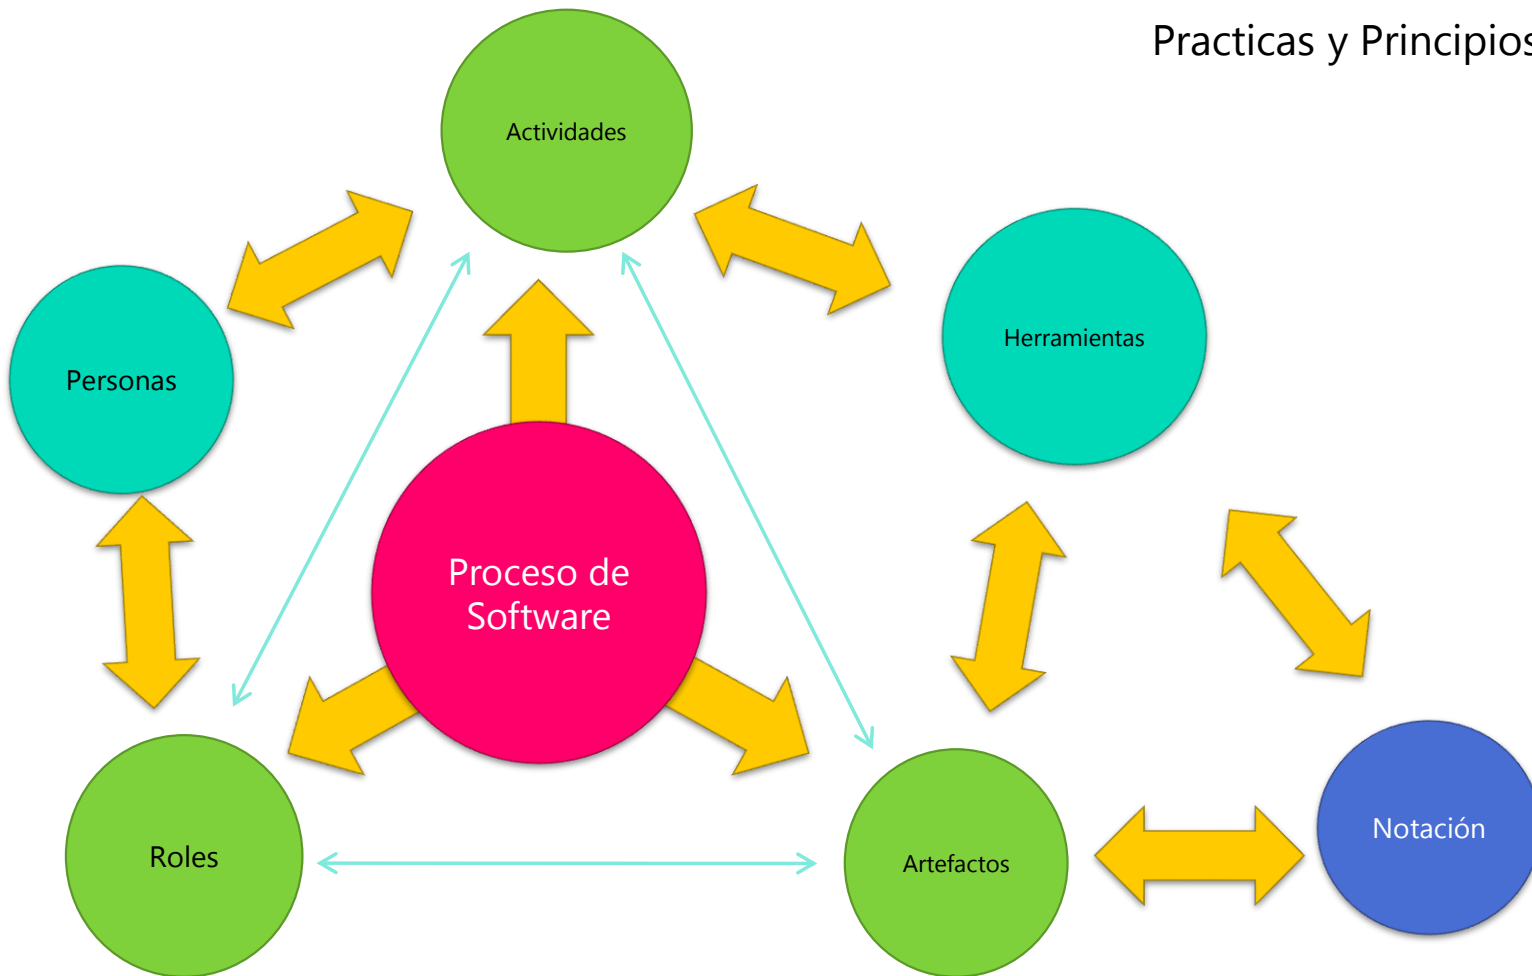 Practicas y Principios
Actividades
Herramientas
Personas
Proceso de
Software
Notación
Roles
Artefactos